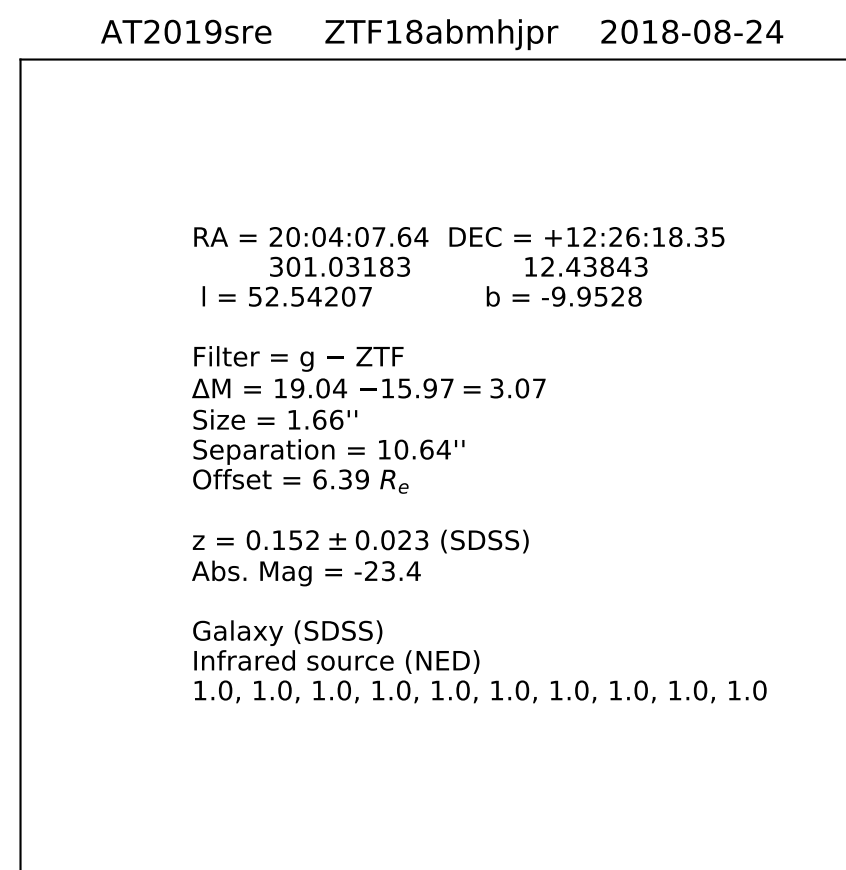 AT2019sre ZTF18abmhjpr 2018-08-24
RA = 20:04:07.64 DEC = +12:26:18.35
301.03183 12.43843
l = 52.54207 b = -9.9528
Filter = g − ZTF
ΔM = 19.04 −15.97 = 3.07
Size = 1.66''
Separation = 10.64''
Offset = 6.39 Rₑ
z = 0.152 ± 0.023 (SDSS)
Abs. Mag = -23.4
Galaxy (SDSS)
Infrared source (NED)
1.0, 1.0, 1.0, 1.0, 1.0, 1.0, 1.0, 1.0, 1.0, 1.0